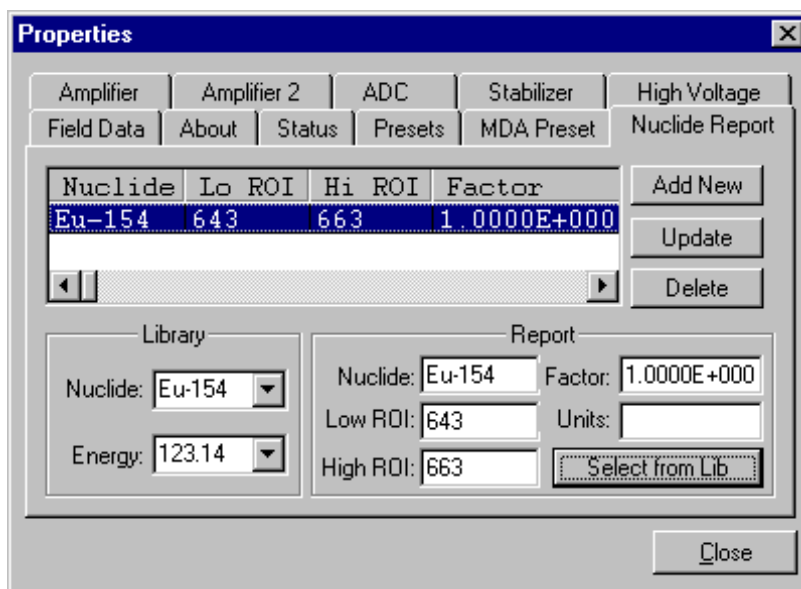 Properties
Amplifier Amplifier 2 ADC Stabilizer High Voltage
Field Data About Status Presets MDA Preset Nuclide Report
Nuclide Lo ROI Hi ROI Factor
Eu-154 643 663 1.0000E+000
Add New
Update
Delete
Library
Nuclide: Eu-154
Energy: 123.14
Report
Nuclide: Eu-154 Factor: 1.0000E+000
Low ROI: 643 Units:
High ROI: 663 Select from Lib
Close